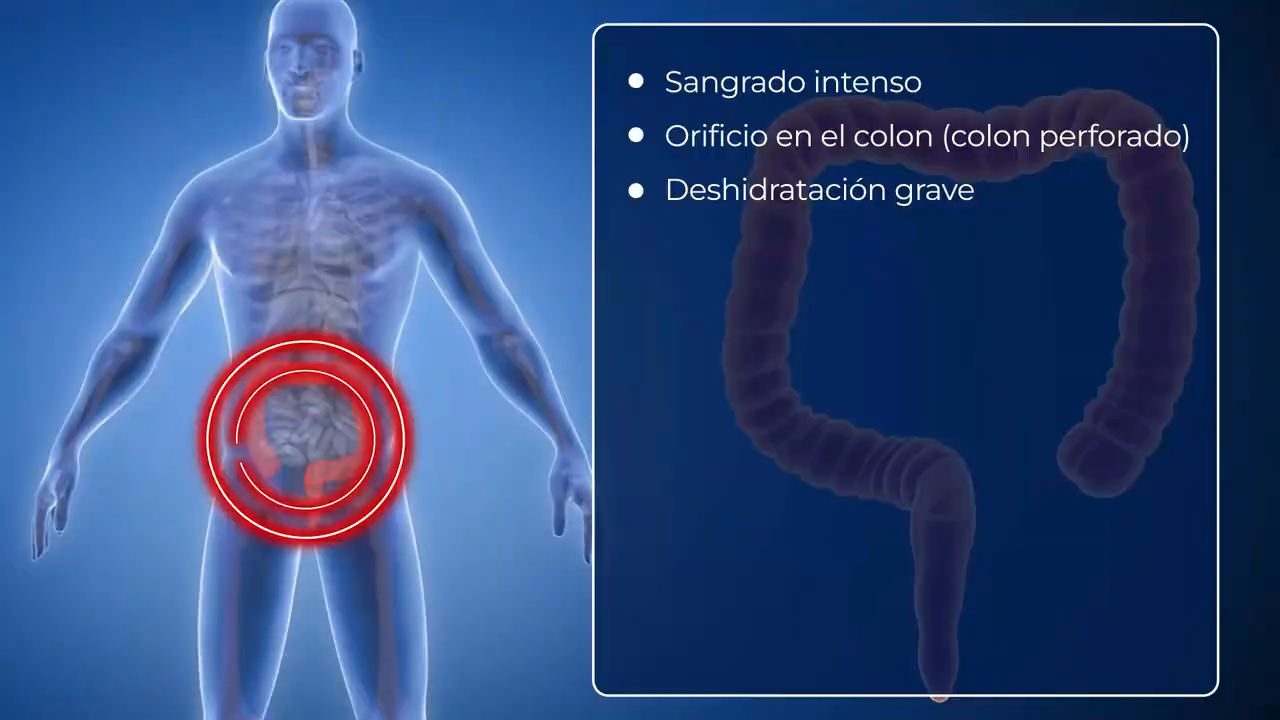 Sangrado intenso
Orificio en el colon (colon perforado)
Deshidratación grave